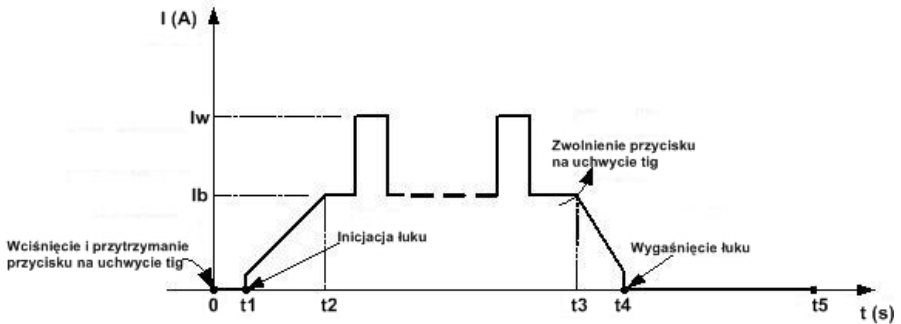 I (A)
Iw
Zwolnienie przycisku
na uchwycie tig
Ib
Wciśnięcie i przytrzymanie
przycisku na uchwycie tig
Inicjacja łuku
Wygaśnięcie łuku
0
t1
t2
t3
t4
t5
t (s)